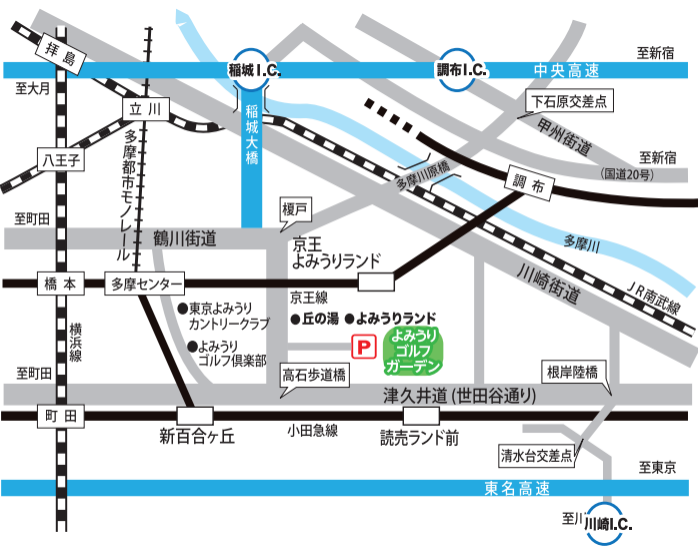 拝島
稲城I.C.
調布I.C.
中央高速
至新宿
至大月
立川
稲城大橋
下石原交差点
甲州街道
八王子
多摩都市モノレール
至新宿
(国道20号)
多摩川原橋
調布
至町田
榎戸
鶴川街道
京王
よみうりランド
多摩川
川崎街道
JR南武線
橋本
多摩センター
京王線
●東京よみうり
カントリークラブ
●丘の湯
●よみうりランド
横浜線
●よみうり
ゴルフ倶楽部
P
よみうり
ゴルフ
ガーデン
至町田
高石歩道橋
根岸陸橋
津久井道(世田谷通り)
町田
新百合ヶ丘
小田急線
読売ランド前
清水台交差点
至東京
東名高速
至川
川崎I.C.